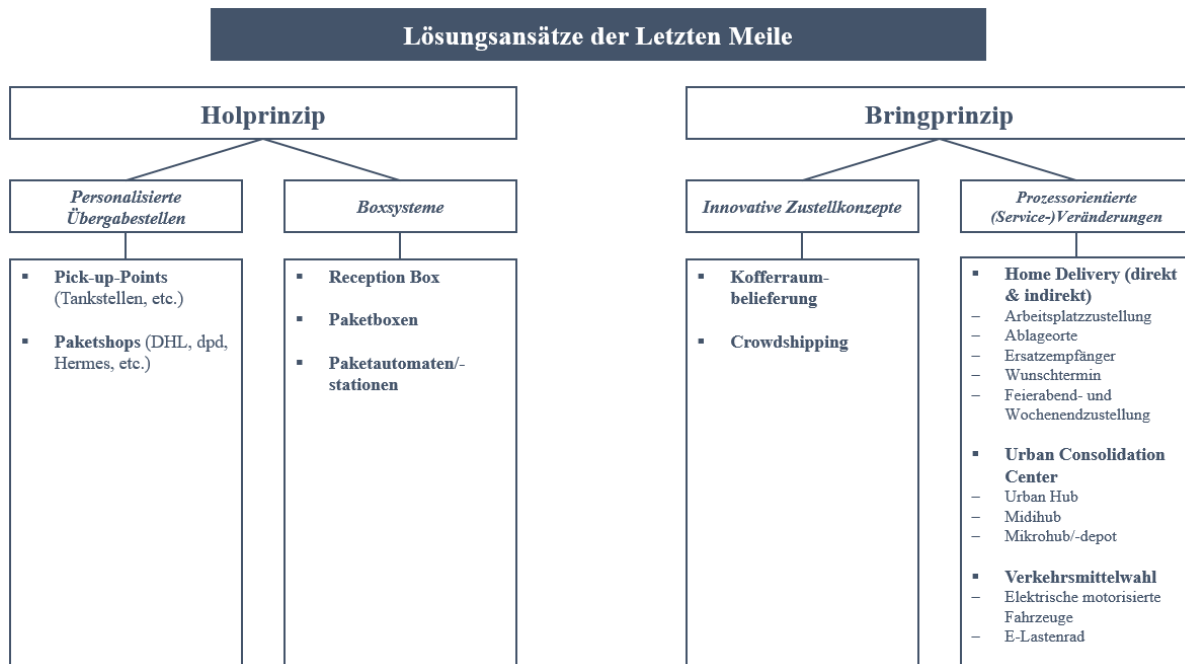 Lösungsansätze der Letzten Meile
Holprinzip
Personalisierte
Übergabestellen
▪ Pick-up-Points
(Tankstellen, etc.)
▪ Paketshops (DHL, dpd,
Hermes, etc.)
Boxsysteme
▪ Reception Box
▪ Paketboxen
▪ Paketautomaten/-
stationen
Bringprinzip
Innovative Zustellkonzepte
▪ Kofferraum-
belieferung
▪ Crowdshipping
Prozessorientierte
(Service-)Veränderungen
▪ Home Delivery (direkt
& indirekt)
– Arbeitsplatzzustellung
– Ablageorte
– Ersatzempfänger
– Wunschtermin
– Feierabend- und
Wochenendzustellung
▪ Urban Consolidation
Center
– Urban Hub
– Midihub
– Mikrohub/-depot
▪ Verkehrsmittelwahl
– Elektrische motorisierte
Fahrzeuge
– E-Lastenrad